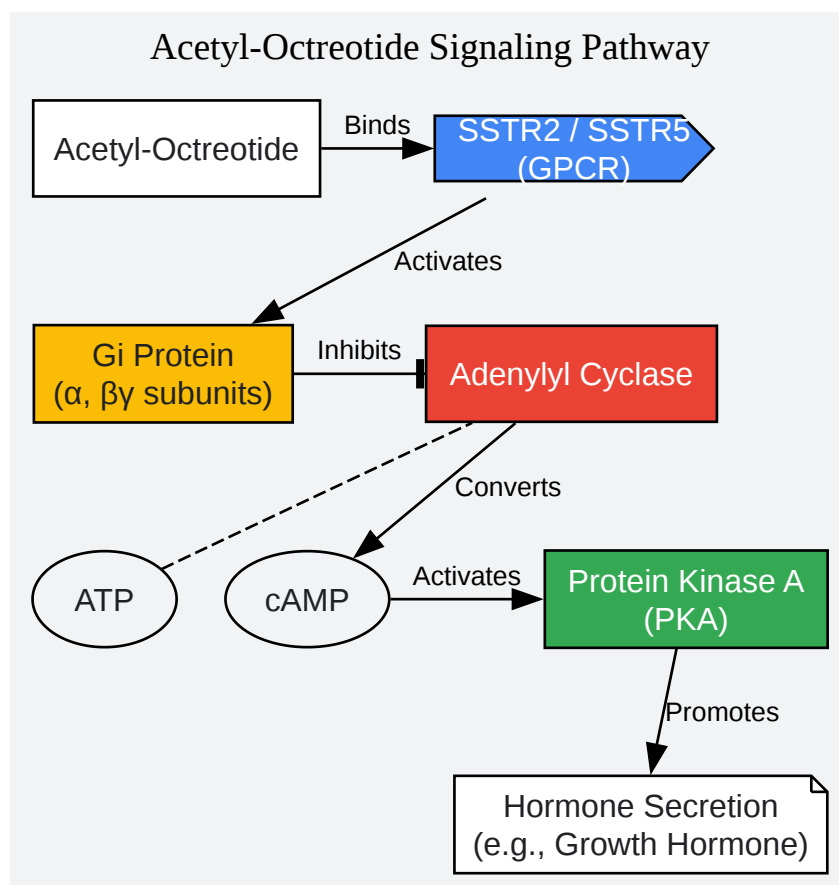 Acetyl-Octreotide Signaling Pathway
Acetyl-Octreotide
Binds
SSTR2 / SSTR5
(GPCR)
Activates
Gi Protein
(α, βγ subunits)
Inhibits
Adenylyl Cyclase
Converts
ATP
cAMP
Activates
Protein Kinase A
(PKA)
Promotes
Hormone Secretion
(e.g., Growth Hormone)